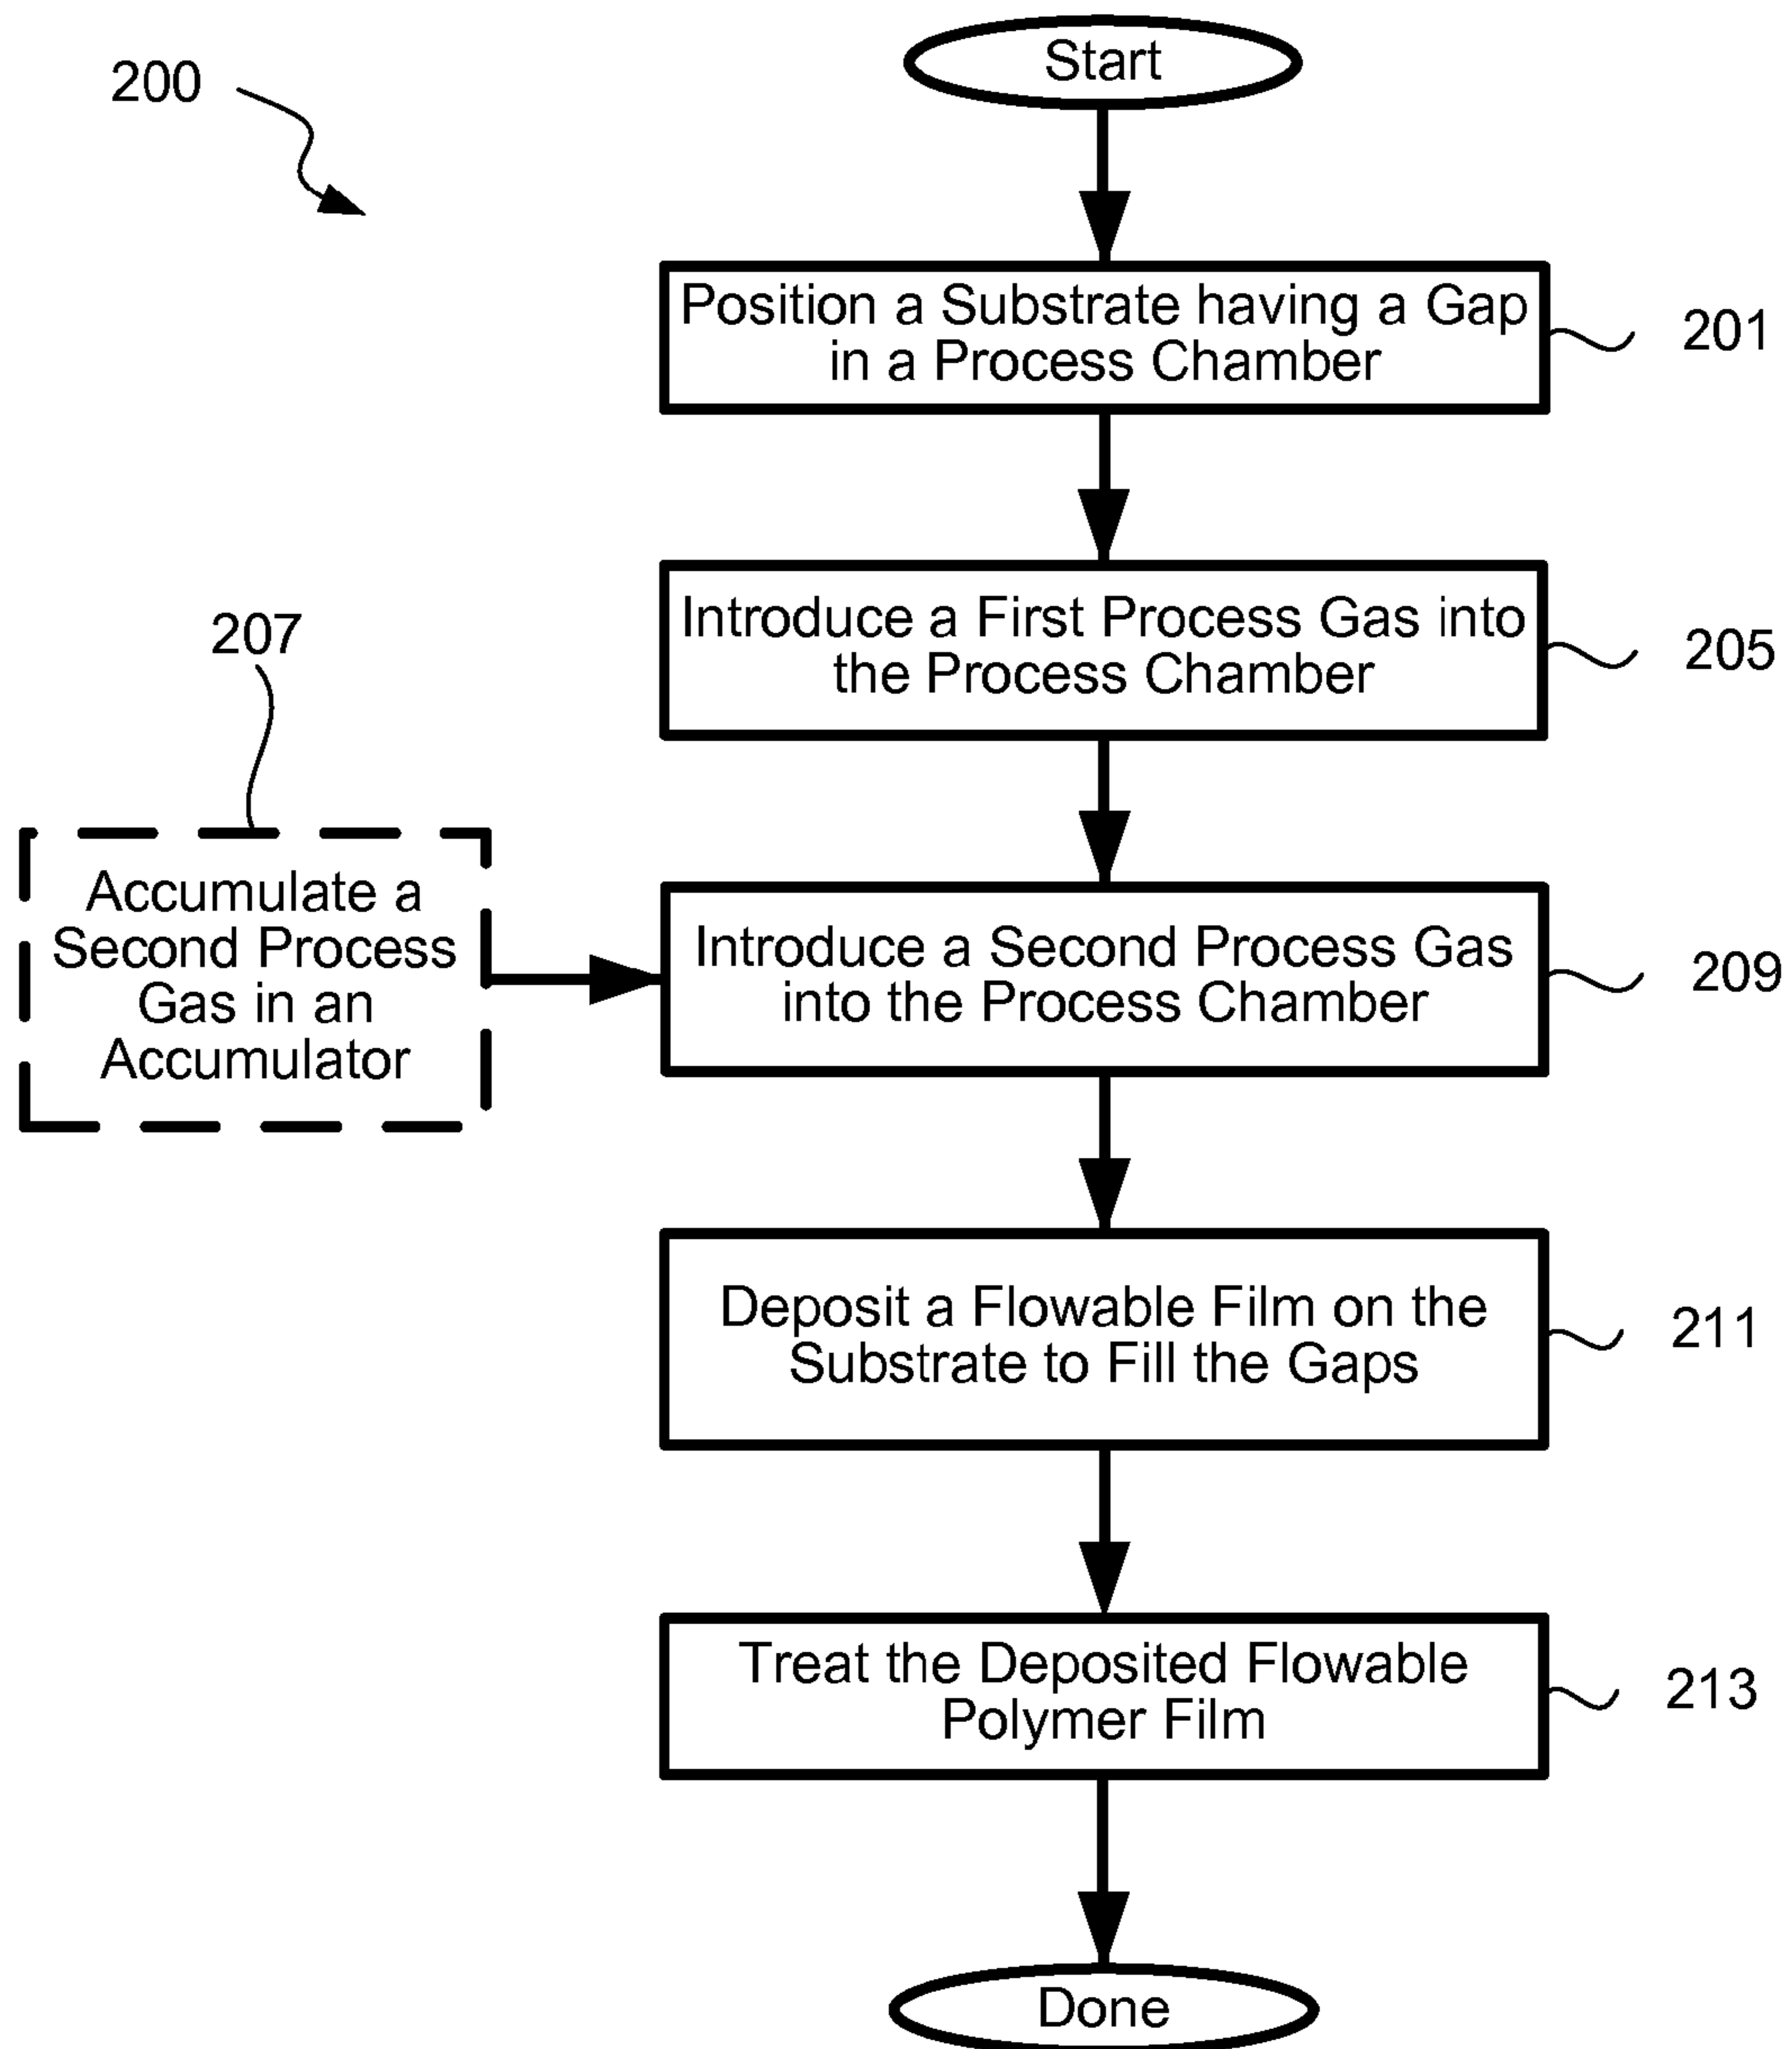 200
Start
Position a Substrate having a Gap
in a Process Chamber
201
Introduce a First Process Gas into
the Process Chamber
205
207
Accumulate a
Second Process
Gas in an
Accumulator
Introduce a Second Process Gas
into the Process Chamber
209
Deposit a Flowable Film on the
Substrate to Fill the Gaps
211
Treat the Deposited Flowable
Polymer Film
213
Done